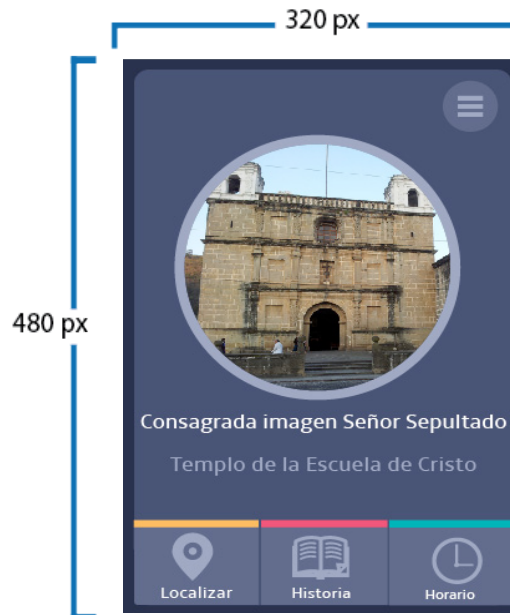 320 px
480 px
Consagrada imagen Señor Sepultado
Templo de la Escuela de Cristo
Localizar
Historia
Horario